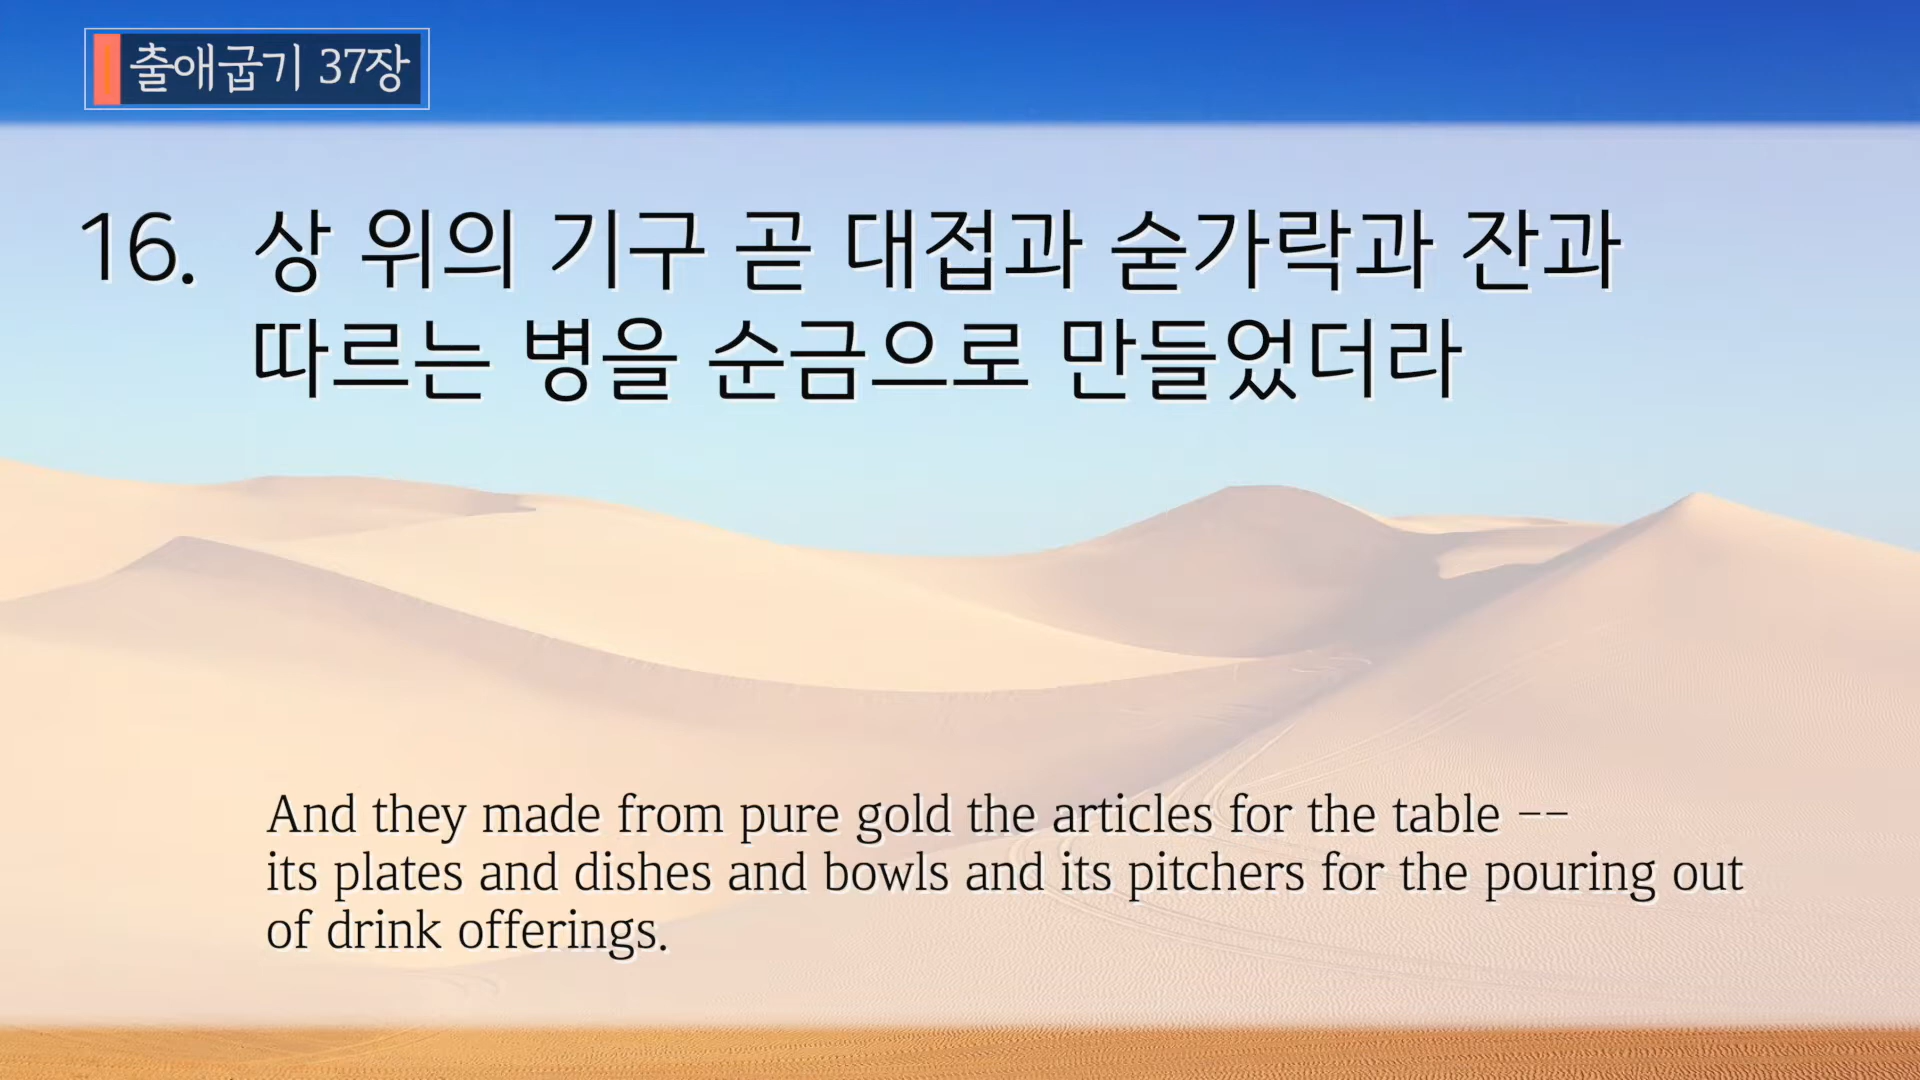 출애굽기 37장
16. 상 위의 기구 곧 대접과 숟가락과 잔과
따르는 병을 순금으로 만들었더라
And they made from pure gold the articles for the table --
its plates and dishes and bowls and its pitchers for the pouring out
of drink offerings.